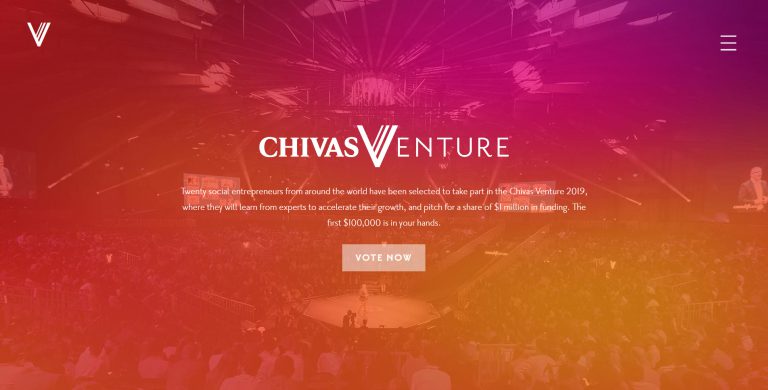 CHIVAS VENTURE
Twenty social entrepreneurs from around the world have been selected to take part in the Chivas Venture 2019,
where they will learn from experts to accelerate their growth, and pitch for a share of $1 million in funding. The
first $100,000 is in your hands.
VOTE NOW